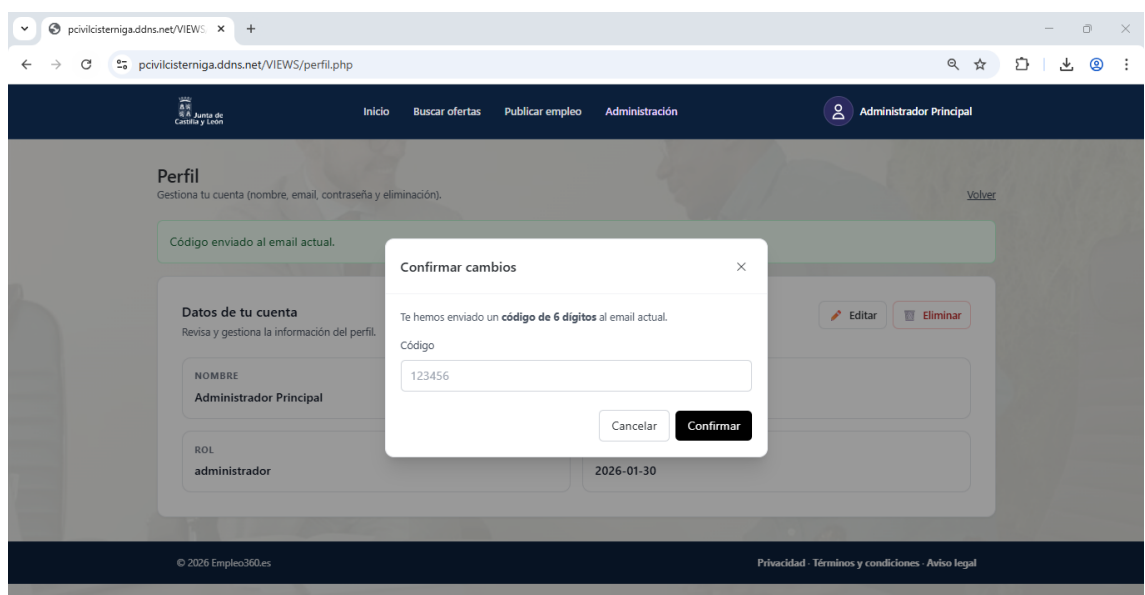 pcivilcisterniga.ddns.net/VIEWS
pcivilcisterniga.ddns.net/VIEWS/perfil.php
Junta de
Castilla y León
Inicio Buscar ofertas Publicar empleo Administración Administrador Principal
Perfil
Gestiona tu cuenta (nombre, email, contraseña y eliminación).
Volver
Código enviado al email actual.
Confirmar cambios
Te hemos enviado un código de 6 dígitos al email actual.
Código
123456
Cancelar Confirmar
Datos de tu cuenta
Revisa y gestiona la información del perfil.
Editar Eliminar
NOMBRE
Administrador Principal
ROL
administrador
2026-01-30
© 2026 Empleo360.es
Privacidad · Términos y condiciones · Aviso legal